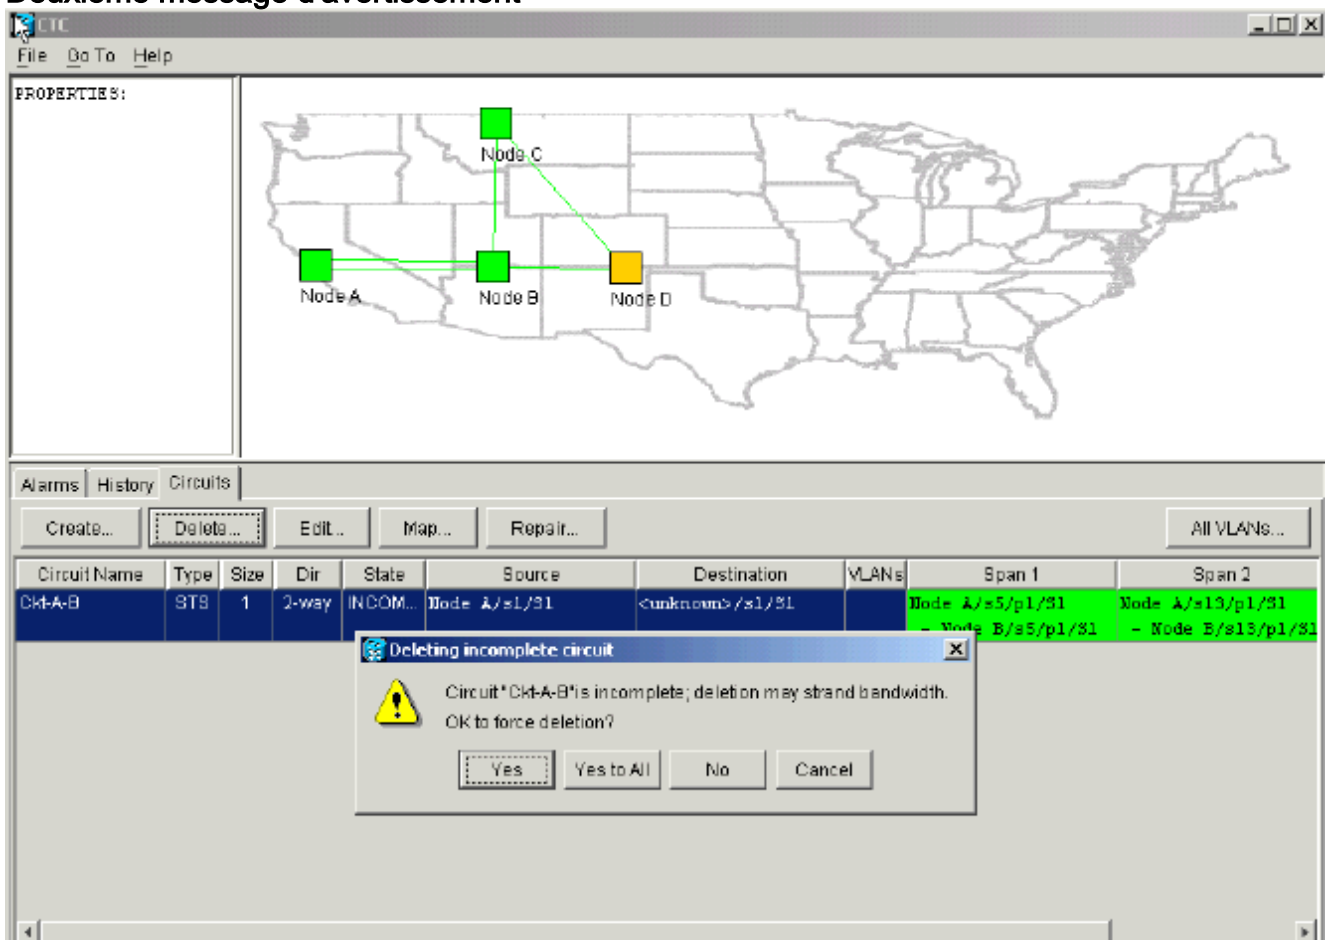 Deuxième message d'avertissement
CTC
File Go To Help
PROPERTIES:
Node C
Node A
Node B
Node D
Alarms History Circuits
Create... Delete... Edit... Map... Repair... All VLANs...
Circuit Name Type Size Dir State Source Destination VLANs Span 1 Span 2
Ckt-A-B STS 1 2-way INCOM... Node A/s1/S1 <unknown>/s1/S1 Node A/s5/p1/S1 Node A/s13/p1/S1
- Node B/s5/p1/S1 - Node B/s13/p1/S1
Deleting incomplete circuit
Circuit "Ckt-A-B" is incomplete; deletion may strand bandwidth.
OK to force deletion?
Yes Yes to All No Cancel